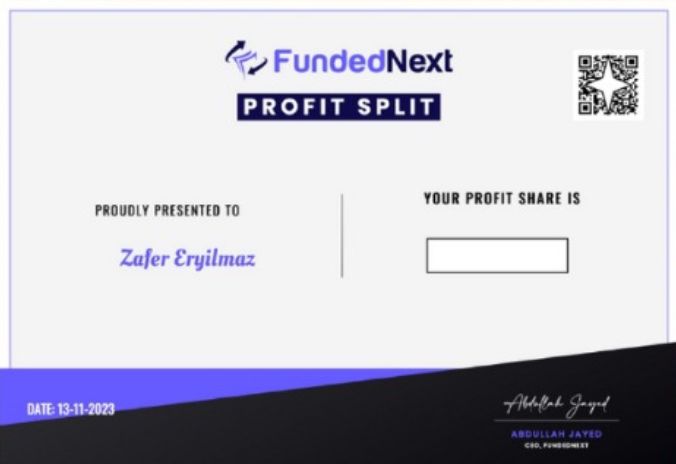 FundedNext
PROFIT SPLIT
PROUDLY PRESENTED TO
Zafer Eryilmaz
YOUR PROFIT SHARE IS
DATE: 13-11-2023
Abdullah Jayed
ABDULLAH JAYED
CEO, FUNDEDNEXT